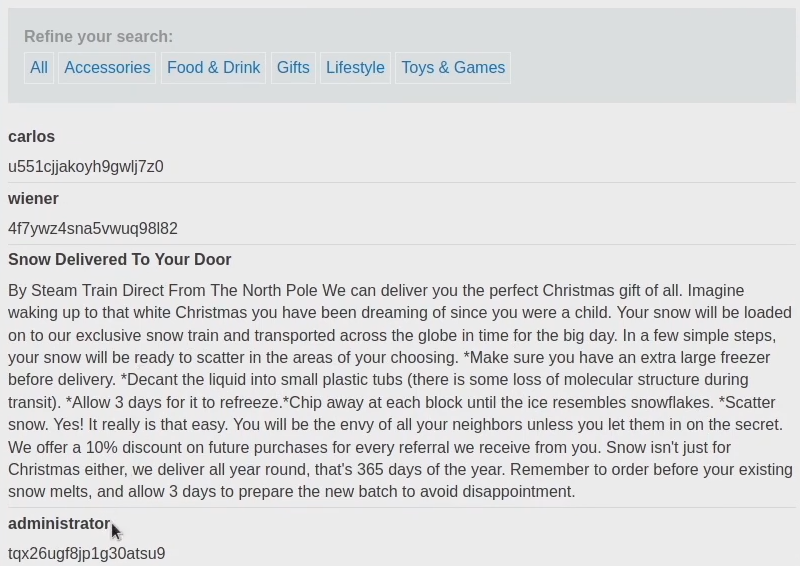 Refine your search:
All Accessories Food & Drink Gifts Lifestyle Toys & Games
carlos
u551cjjakoyh9gwlj7z0
wiener
4f7ywz4sna5vwuq98l82
Snow Delivered To Your Door
By Steam Train Direct From The North Pole We can deliver you the perfect Christmas gift of all. Imagine
waking up to that white Christmas you have been dreaming of since you were a child. Your snow will be loaded
on to our exclusive snow train and transported across the globe in time for the big day. In a few simple steps,
your snow will be ready to scatter in the areas of your choosing. *Make sure you have an extra large freezer
before delivery. *Decant the liquid into small plastic tubs (there is some loss of molecular structure during
transit). *Allow 3 days for it to refreeze.*Chip away at each block until the ice resembles snowflakes. *Scatter
snow. Yes! It really is that easy. You will be the envy of all your neighbors unless you let them in on the secret.
We offer a 10% discount on future purchases for every referral we receive from you. Snow isn't just for
Christmas either, we deliver all year round, that's 365 days of the year. Remember to order before your existing
snow melts, and allow 3 days to prepare the new batch to avoid disappointment.
administrator
tqx26ugf8jp1g30atsu9